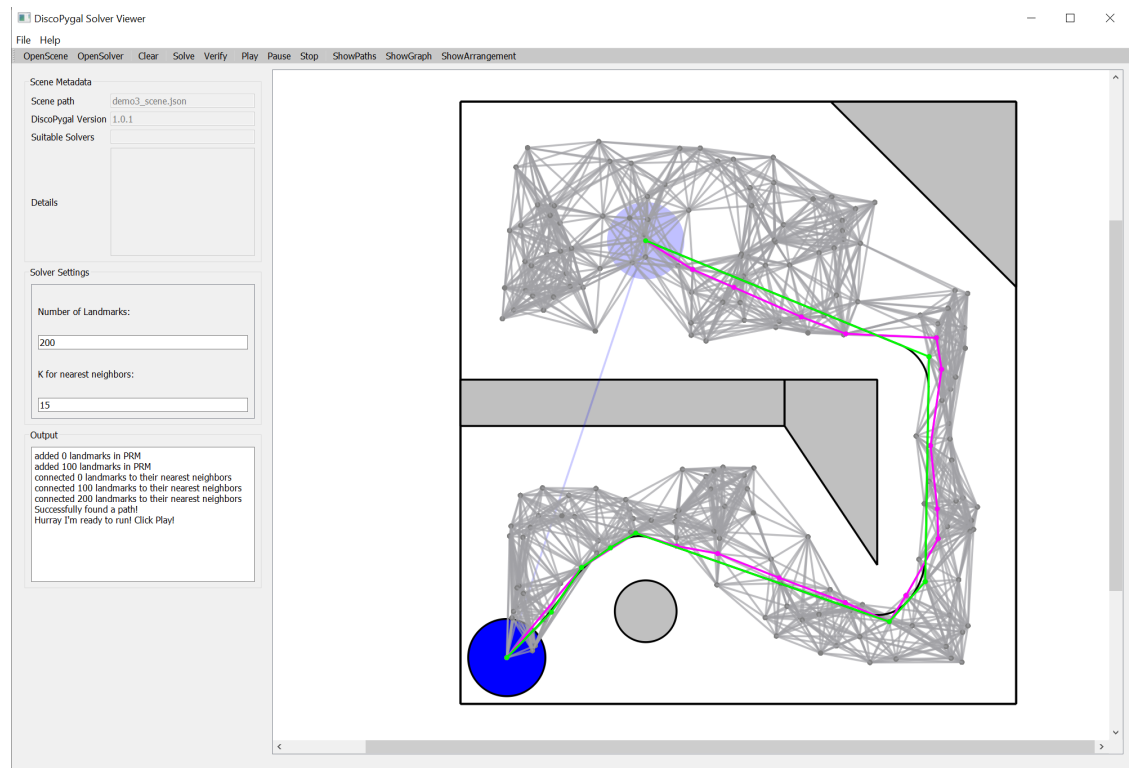 DiscoPygal Solver Viewer
File Help
OpenScene OpenSolver Clear Solve Verify Play Pause Stop ShowPaths ShowGraph ShowArrangement
Scene Metadata
Scene path demo3_scene.json
DiscoPygal Version 1.0.1
Suitable Solvers
Details
Solver Settings
Number of Landmarks:
200
K for nearest neighbors:
15
Output
added 0 landmarks in PRM
added 100 landmarks in PRM
connected 0 landmarks to their nearest neighbors
connected 100 landmarks to their nearest neighbors
connected 200 landmarks to their nearest neighbors
Successfully found a path!
Hurray I'm ready to run! Click Play!